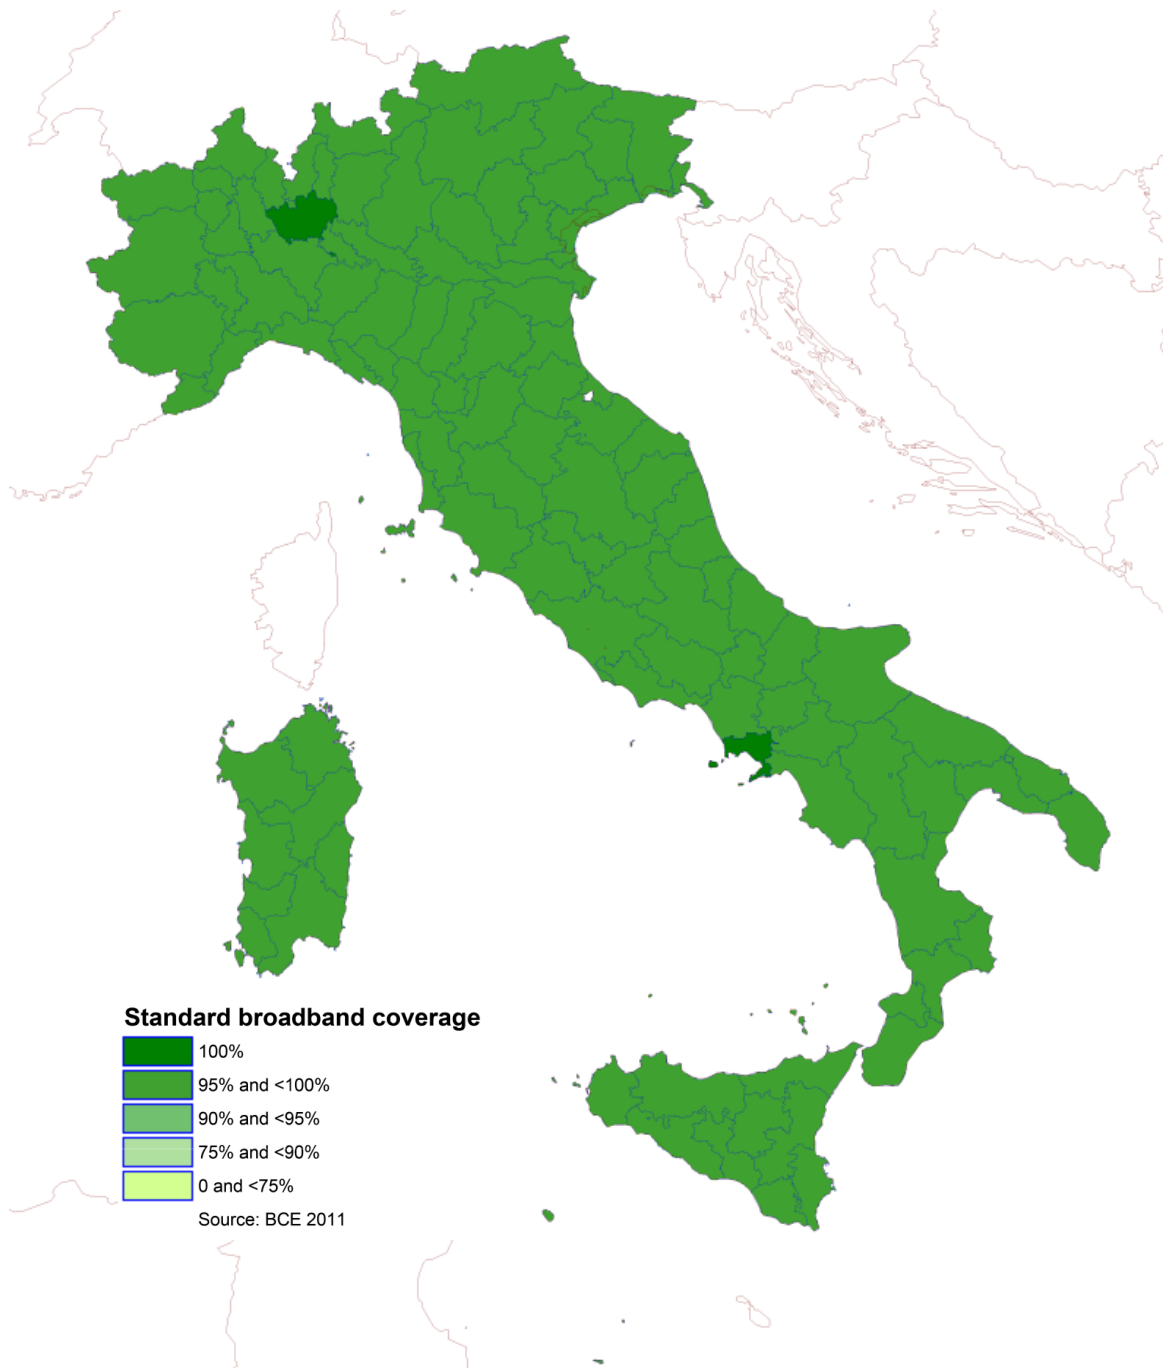 Standard broadband coverage
100%
95% and <100%
90% and <95%
75% and <90%
0 and <75%
Source: BCE 2011